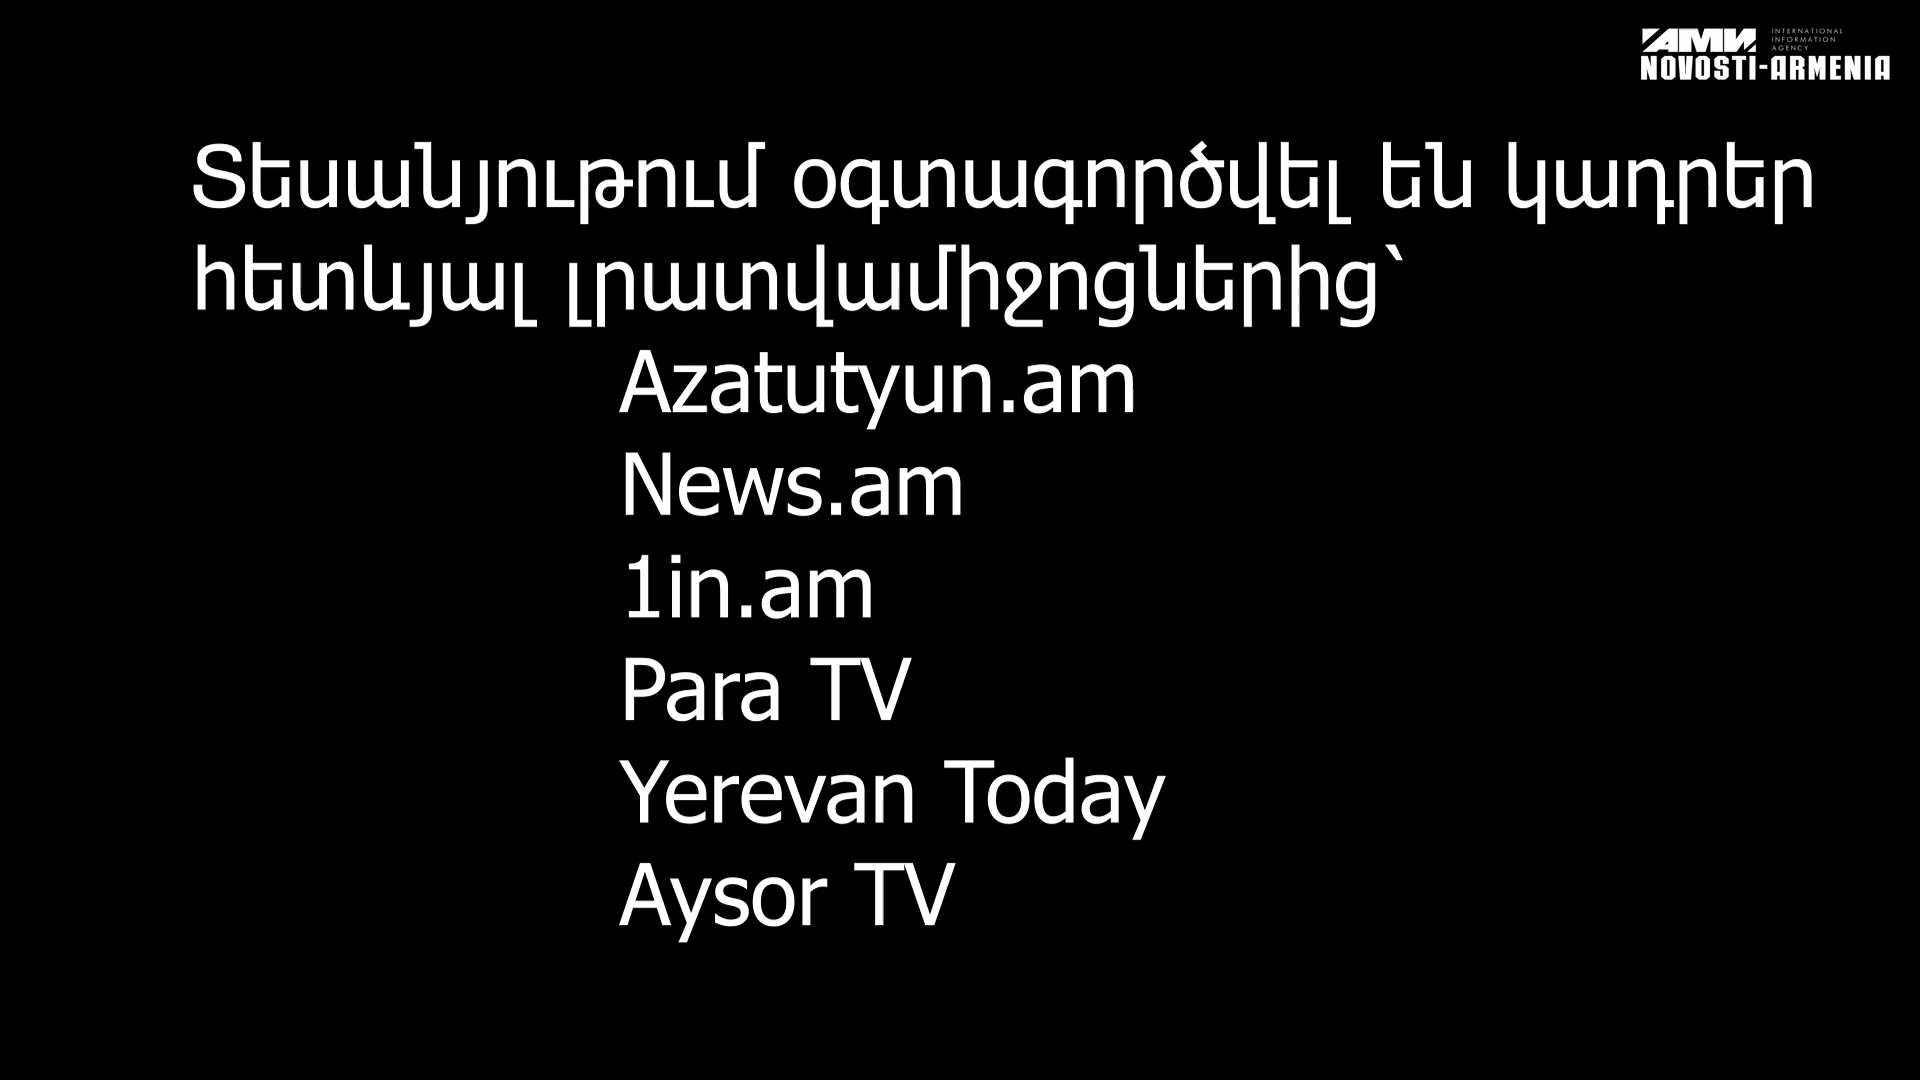 АМИ INTERNATIONAL
INFORMATION
AGENCY
NOVOSTI-ARMENIA
Տեսանյութում օգտագործվել են կադրեր
հետևյալ լրատվամիջոցներից՝
Azatutyun.am
News.am
1in.am
Para TV
Yerevan Today
Aysor TV